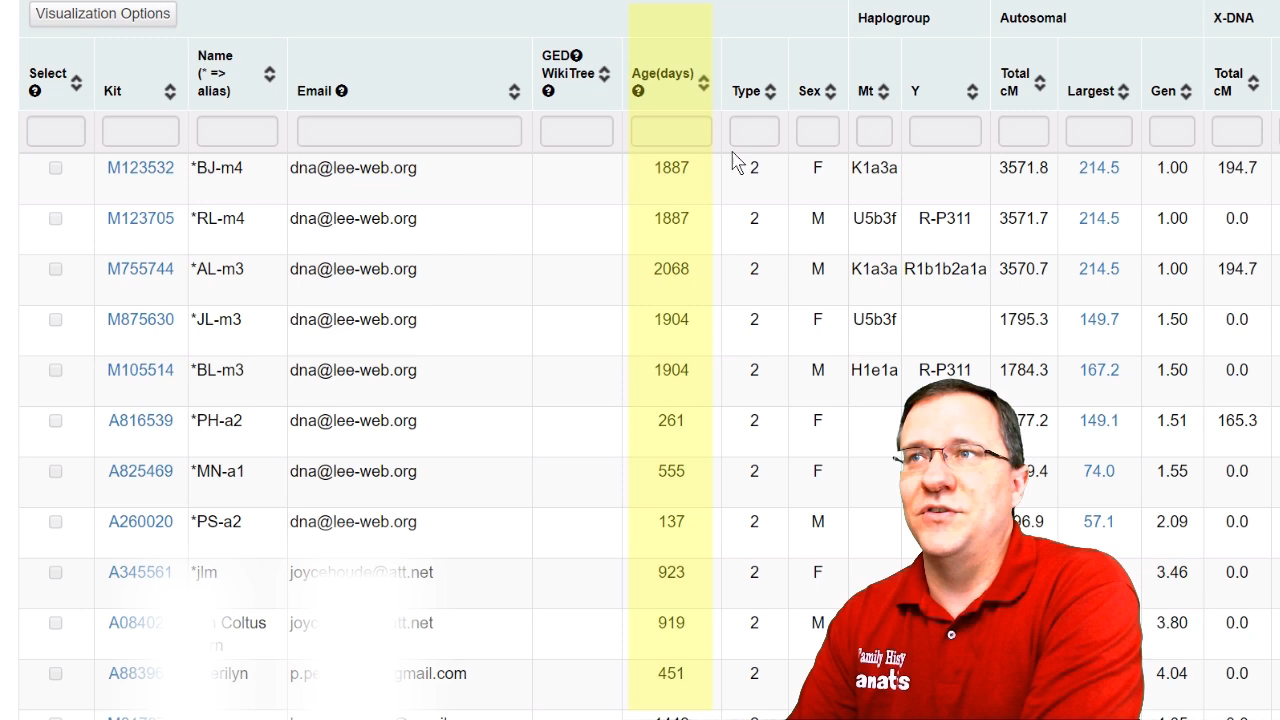 Visualization Options
Haplogroup Autosomal X-DNA
Select Kit Name (* => alias) Email GED WikiTree Age(days) Type Sex Mt Y Total cM Largest Gen Total cM
M123532 *BJ-m4 dna@lee-web.org 1887 2 F K1a3a 3571.8 214.5 1.00 194.7
M123705 *RL-m4 dna@lee-web.org 1887 2 M U5b3f R-P311 3571.7 214.5 1.00 0.0
M755744 *AL-m3 dna@lee-web.org 2068 2 M K1a3a R1b1b2a1a 3570.7 214.5 1.00 194.7
M875630 *JL-m3 dna@lee-web.org 1904 2 F U5b3f 1795.3 149.7 1.50 0.0
M105514 *BL-m3 dna@lee-web.org 1904 2 M H1e1a R-P311 1784.3 167.2 1.50 0.0
A816539 *PH-a2 dna@lee-web.org 261 2 F 77.2 149.1 1.51 165.3
A825469 *MN-a1 dna@lee-web.org 555 2 F 9.4 74.0 1.55 0.0
A260020 *PS-a2 dna@lee-web.org 137 2 M 96.9 57.1 2.09 0.0
A345561 *jlm 923 2 F 3.46 0.0
Coltus 919 2 M 3.80 0.0
451 2 4.04 0.0
Family Hist
anat's